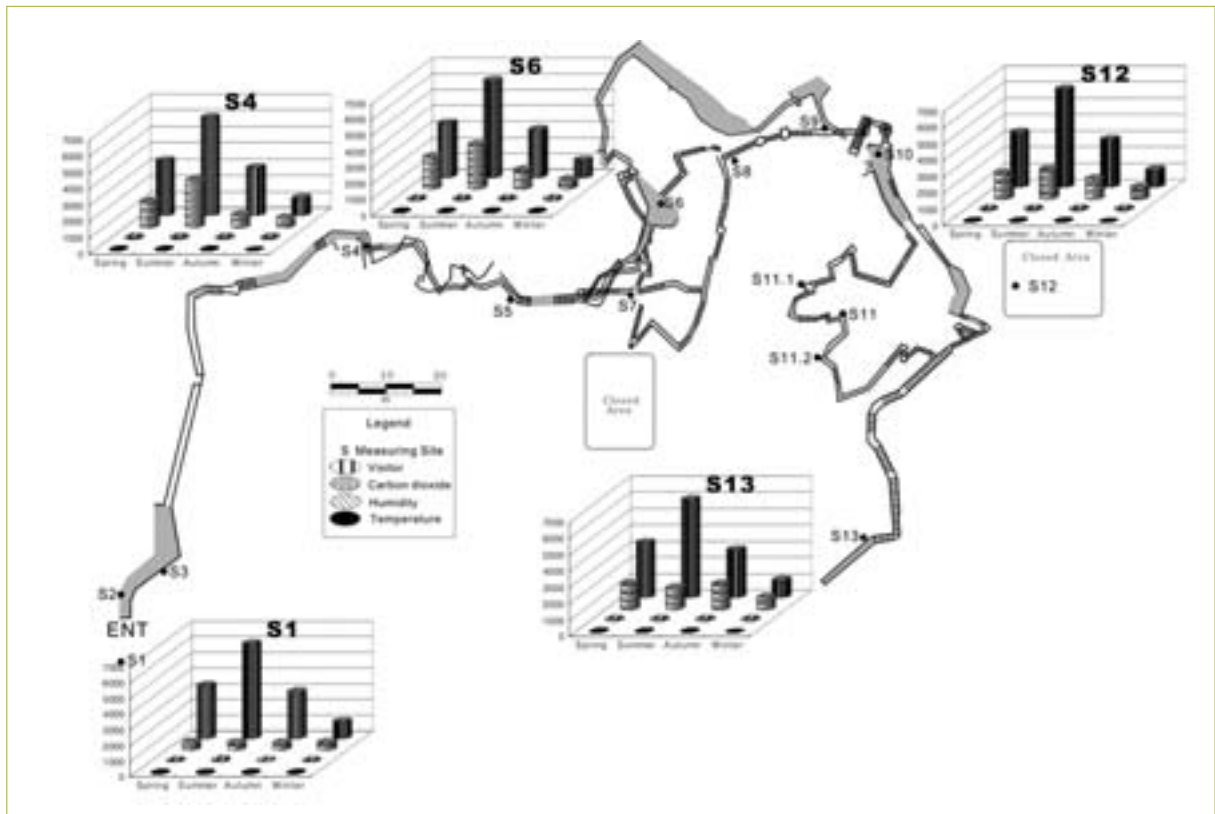 S6
S12
S4
7000
6000
5000
4000
3000
2000
1000
0
Spring Summer Autumn Winter
7000
6000
5000
4000
3000
2000
1000
0
Spring Summer Autumn Winter
7000
6000
5000
4000
3000
2000
1000
0
Spring Summer Autumn Winter
S9
S10
S8
S6
S4
S5
S7
S11.1
S11
S11.2
Closed Area
S12
0 10 20
m
Legend
S Measuring Site
Visitor
Carbon dioxide
Humidity
Temperature
Closed
Area
S13
7000
6000
5000
4000
3000
2000
1000
0
Spring Summer Autumn Winter
S13
S3
S2
ENT
S1
S1
7000
6000
5000
4000
3000
2000
1000
0
Spring Summer Autumn Winter